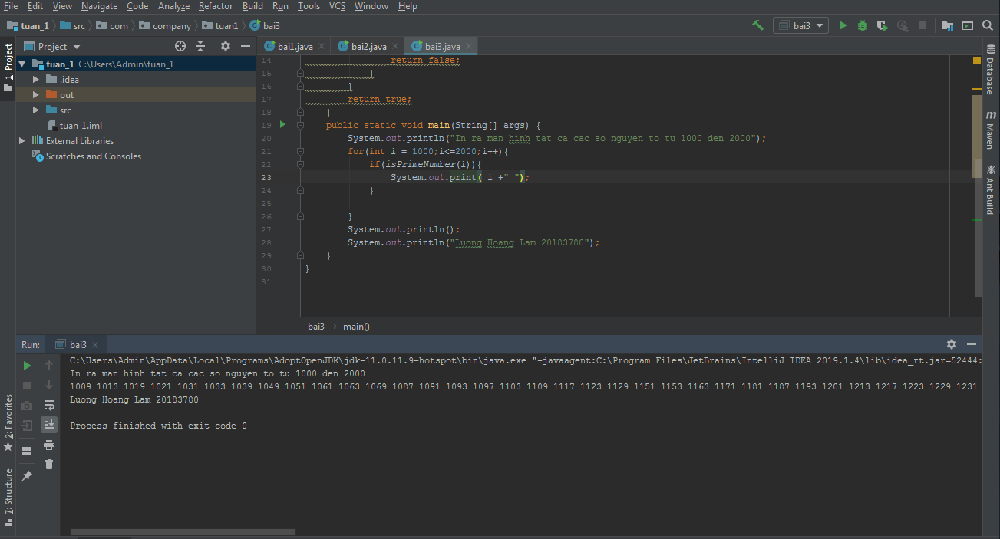 File Edit View Navigate Code Analyze Refactor Build Run Tools VCS Window Help
tuan_1 src com company tuan1 bai3 bai3
1: Project
Project
bai1.java bai2.java bai3.java
tuan_1 C:\Users\Admin\tuan_1
.idea
out
src
tuan_1.iml
External Libraries
Scratches and Consoles
14 return false;
15 }
16 }
17 return true;
18 }
19 public static void main(String[] args) {
20 System.out.println("In ra man hinh tat ca cac so nguyen to tu 1000 den 2000");
21 for(int i = 1000;i<=2000;i++){
22 if(isPrimeNumber(i)){
23 System.out.print( i +" ");
24 }
25
26 }
27 System.out.println();
28 System.out.println("Luong Hoang Lam 20183780");
29 }
30 }
31
bai3 main()
Database
m Maven
Ant Build
Run: bai3
C:\Users\Admin\AppData\Local\Programs\AdoptOpenJDK\jdk-11.0.11.9-hotspot\bin\java.exe "-javaagent:C:\Program Files\JetBrains\IntelliJ IDEA 2019.1.4\lib\idea_rt.jar=52444:
In ra man hinh tat ca cac so nguyen to tu 1000 den 2000
1009 1013 1019 1021 1031 1033 1039 1049 1051 1061 1063 1069 1087 1091 1093 1097 1103 1109 1117 1123 1129 1151 1153 1163 1171 1181 1187 1193 1201 1213 1217 1223 1229 1231
Luong Hoang Lam 20183780
Process finished with exit code 0
2: Favorites
7: Structure